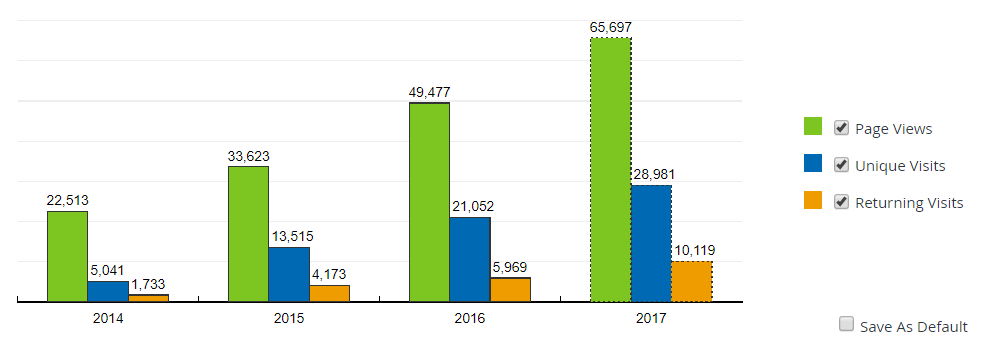 65,697
49,477
33,623
28,981
22,513
21,052
13,515
10,119
5,041
4,173
5,969
1,733
2014 2015 2016 2017
Page Views
Unique Visits
Returning Visits
Save As Default